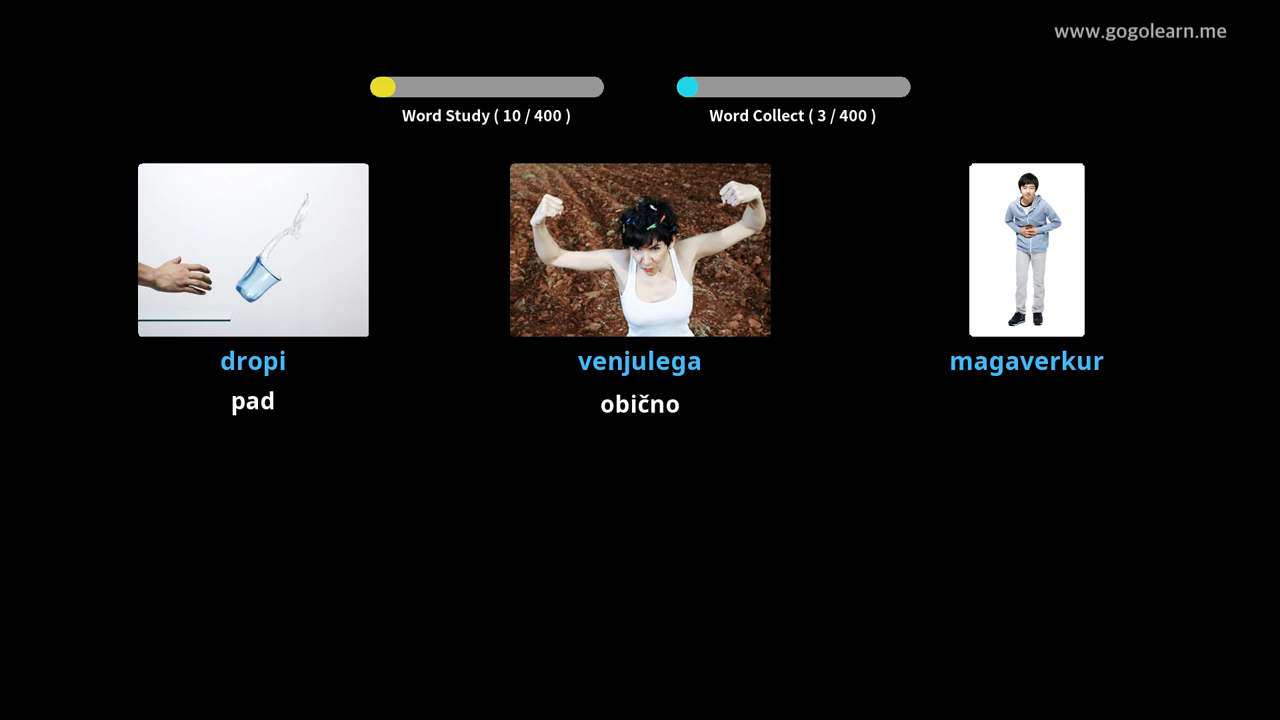 www.gogolearn.me
Word Study ( 10 / 400 )
Word Collect ( 3 / 400 )
dropi
venjulega
magaverkur
pad
obično